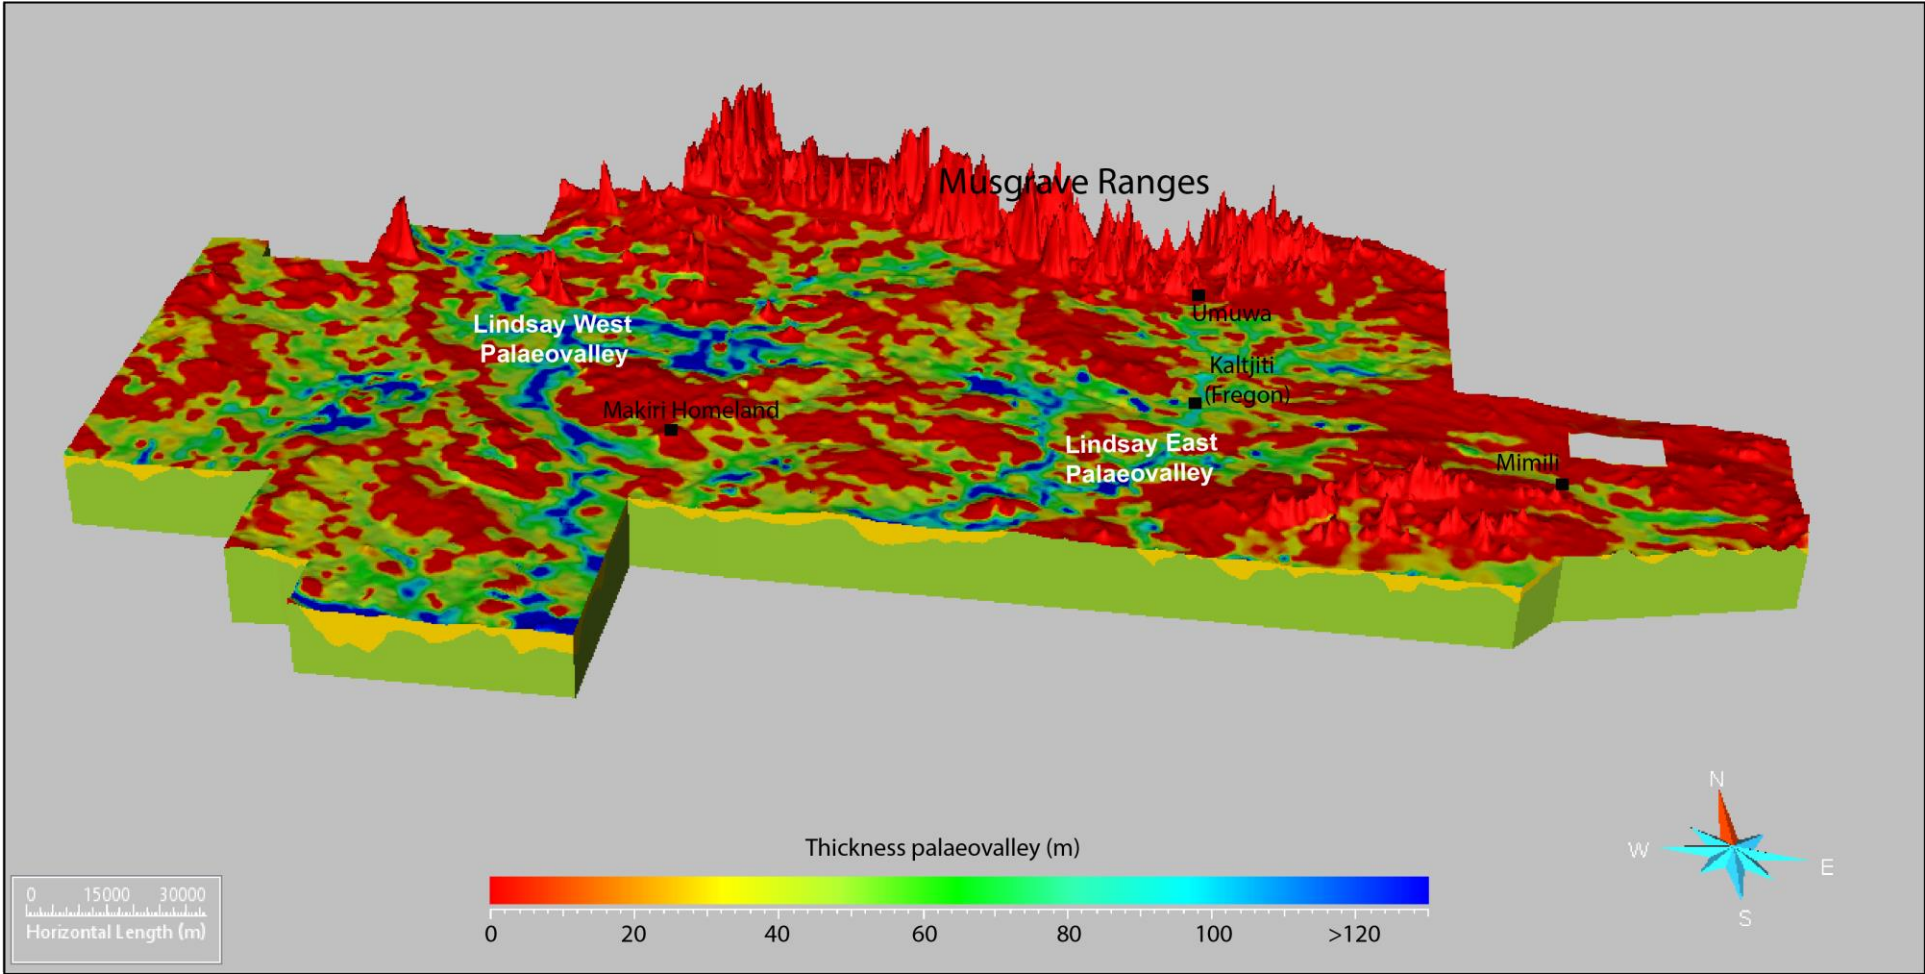 Musgrave Ranges
Umuwa
Lindsay West
Palaeovalley
Kaltjiti
(Fregon)
Makiri Homeland
Lindsay East
Palaeovalley
Mimili
N
W
E
S
Thickness palaeovalley (m)
0 20 40 60 80 100 >120
0 15000 30000
Horizontal Length (m)